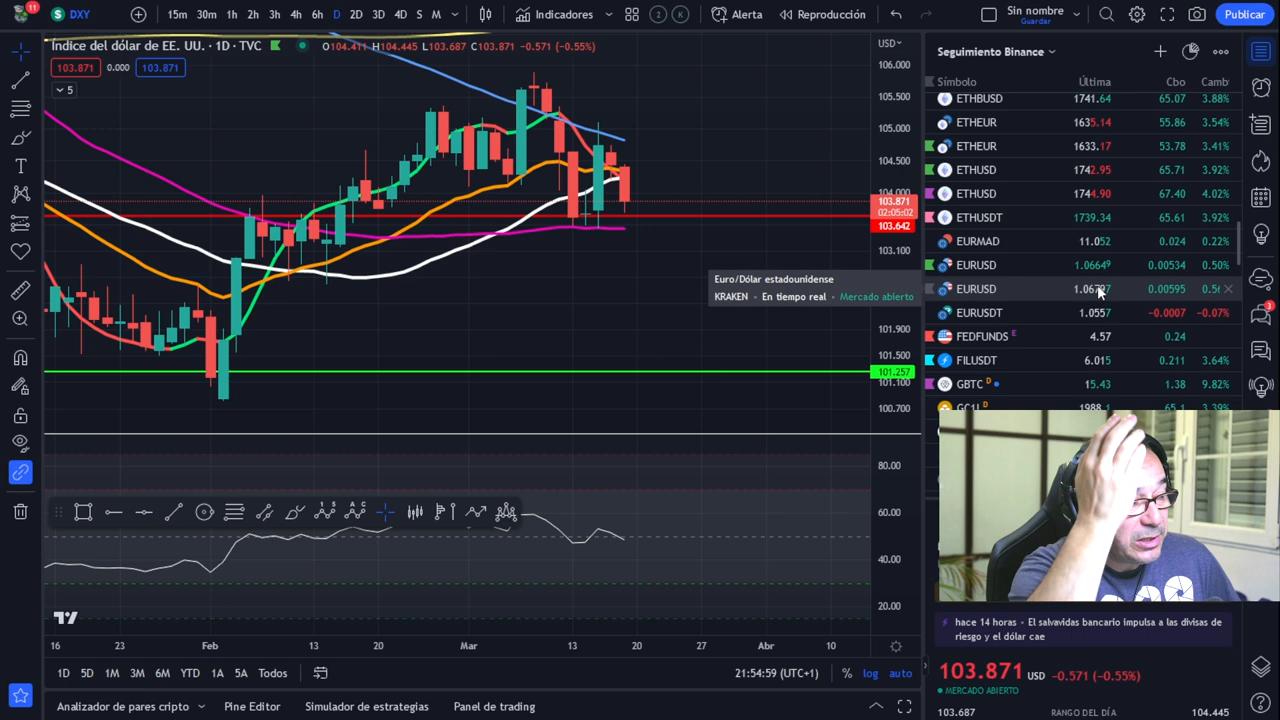 11
S DXY
15m 30m 1h 2h 3h 4h 6h D 2D 3D 4D S M
Indicadores
2 K
Alerta
Reproducción
Sin nombre
Guardar
Publicar
Índice del dólar de EE. UU. · 1D · TVC
O104.411 H104.445 L103.687 C103.871 -0.571 (-0.55%)
103.871 0.000 103.871
5
USD
106.000
105.500
105.000
104.500
104.000
103.871
02:05:02
103.642
103.100
101.900
101.500
101.257
101.100
100.700
80.00
60.00
40.00
20.00
16 23 Feb 13 20 Mar 13 20 27 Abr 10
1D 5D 1M 3M 6M YTD 1A 5A Todos
21:54:59 (UTC+1) % log auto
Analizador de pares cripto Pine Editor Simulador de estrategias Panel de trading
Euro/Dólar estadounidense
KRAKEN • En tiempo real • Mercado abierto
Seguimiento Binance
Símbolo Última Cbo Camb
ETHBUSD 1741.64 65.07 3.88%
ETHEUR 1635.14 55.86 3.54%
ETHEUR 1633.17 53.78 3.41%
ETHUSD 1742.95 65.71 3.92%
ETHUSD 1744.90 67.40 4.02%
ETHUSDT 1739.34 65.61 3.92%
EURMAD 11.052 0.024 0.22%
EURUSD 1.06649 0.00534 0.50%
EURUSD 0.00595
EURUSDT 1.0557 -0.0007 -0.07%
FEDFUNDS E 4.57 0.24
FILUSDT 6.015 0.211 3.64%
GBTC D 15.43 1.38 9.82%
GC1! D 1988.1 65.1 3.39%
3
hace 14 horas • El salvavidas bancario impulsa a las divisas de
riesgo y el dólar cae
103.871 USD -0.571 (-0.55%)
MERCADO ABIERTO
103.687 RANGO DEL DÍA 104.445